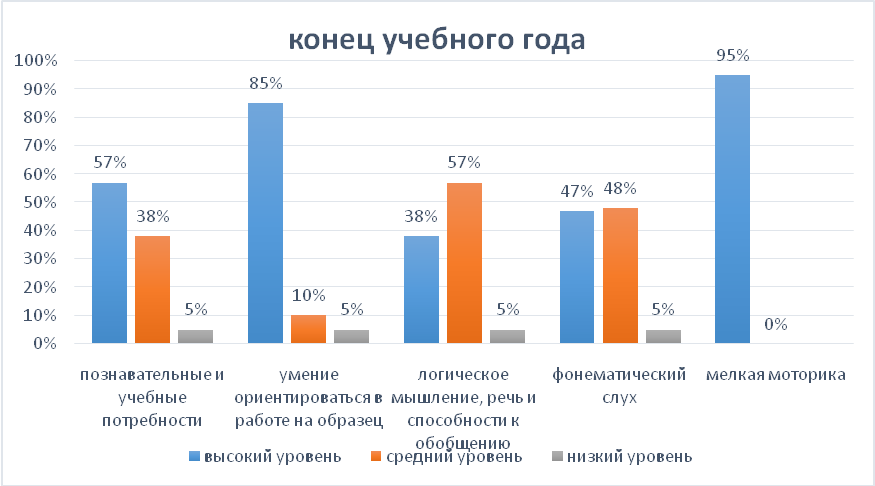 конец учебного года
100%
90%
80%
70%
60%
50%
40%
30%
20%
10%
0%
57%
38%
5%
85%
10%
5%
38%
57%
5%
47%
48%
5%
95%
0%
познавательные и
учебные
потребности
умение
ориентироваться в
работе на образец
логическое
мышление, речь и
способности к
обобщению
фонематический
слух
мелкая моторика
высокий уровень
средний уровень
низкий уровень